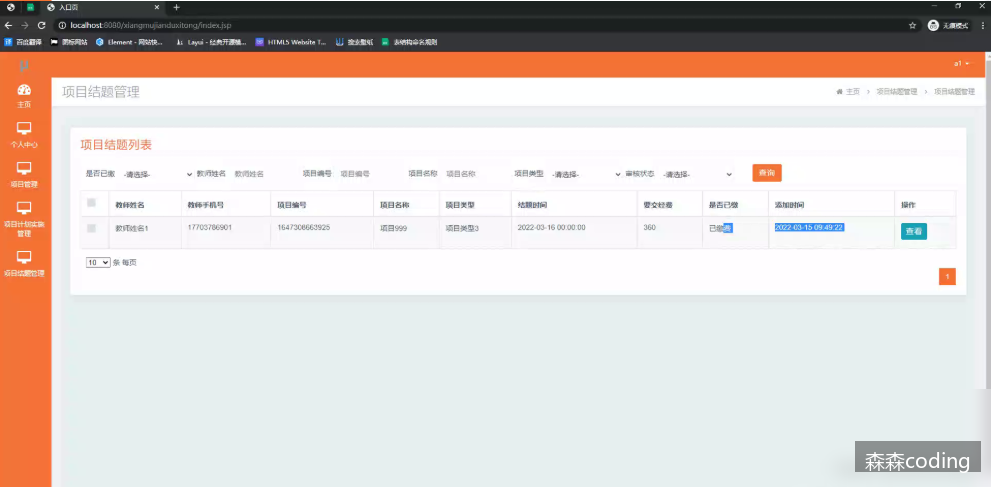 入口页
localhost:8080/xiangmujianduxitong/index.jsp
无痕模式
百度翻译
图标网站
Element - 网站快...
Layui - 经典开源模...
HTML5 Website T...
搜索壁纸
表结构命名规则
a1
主页
个人中心
项目管理
项目计划实施
管理
项目结题管理
项目结题管理
主页 > 项目结题管理 > 项目结题管理
项目结题列表
是否已缴 -请选择- 教师姓名 教师姓名 项目编号 项目编号 项目名称 项目名称 项目类型 -请选择- 审核状态 -请选择- 查询
教师姓名 教师手机号 项目编号 项目名称 项目类型 结题时间 要交经费 是否已缴 添加时间 操作
教师姓名1 17703786901 1647308663925 项目999 项目类型3 2022-03-16 00:00:00 360 已缴费 2022-03-15 09:49:22 查看
10 条 每页
1
森森coding